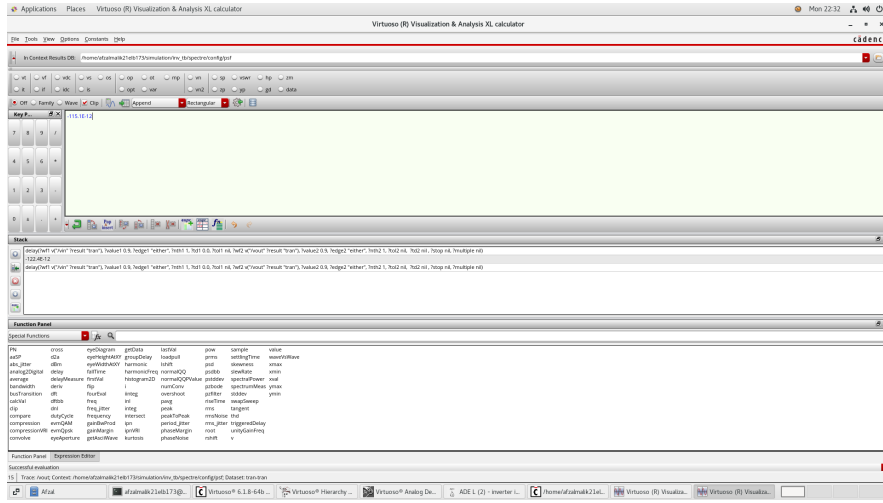 Applications Places Virtuoso (R) Visualization & Analysis XL calculator Mon 22:32
Virtuoso (R) Visualization & Analysis XL calculator
File Tools View Options Constants Help cādenc
In Context Results DB: /home/afzalmalik21elb173/simulation/inv_tb/spectre/config/psf
vt vf vdc vs os op ot mp vn sp vswr hp zm
it if idc is opt var vn2 zp yp gd data
Off Family Wave Clip Append Rectangular
Key P...
-115.1E-12
7 8 9 /
4 5 6 *
1 2 3 -
0 ± . +
Stack
delay(?wf1 v("/vin" ?result "tran"), ?value1 0.9, ?edge1 "either", ?nth1 1, ?td1 0.0, ?tol1 nil, ?wf2 v("/vout" ?result "tran"), ?value2 0.9, ?edge2 "either", ?nth2 1, ?tol2 nil, ?td2 nil , ?stop nil, ?multiple nil)
-122.4E-12
delay(?wf1 v("/vin" ?result "tran"), ?value1 0.9, ?edge1 "either", ?nth1 1, ?td1 0.0, ?tol1 nil, ?wf2 v("/vout" ?result "tran"), ?value2 0.9, ?edge2 "either", ?nth2 1, ?tol2 nil, ?td2 nil , ?stop nil, ?multiple nil)
Function Panel
Special Functions fx
PN cross eyeDiagram getData lastVal pow sample value
aaSP d2a eyeHeightAtXY groupDelay loadpull prms settlingTime waveVsWave
abs_jitter dBm eyeWidthAtXY harmonic lshift psd skewness xmax
analog2Digital delay fallTime harmonicFreq normalQQ psdbb slewRate xmin
average delayMeasure firstVal histogram2D normalQQPValue pstddev spectralPower xval
bandwidth deriv flip i numConv pzbode spectrumMeas ymax
busTransition dft fourEval iinteg overshoot pzfilter stddev ymin
calcVal dftbb freq inl pavg riseTime swapSweep
clip dnl freq_jitter integ peak rms tangent
compare dutyCycle frequency intersect peakToPeak rmsNoise thd
compression evmQAM gainBwProd ipn period_jitter rms_jitter triggeredDelay
compressionVRI evmQpsk gainMargin ipnVRI phaseMargin root unityGainFreq
convolve eyeAperture getAsciiWave kurtosis phaseNoise rshift v
Function Panel Expression Editor
Successful evaluation
15 Trace: /vout; Context: /home/afzalmalik21elb173/simulation/inv_tb/spectre/config/psf; Dataset: tran-tran
Afzal afzalmalik21elb173@... Virtuoso® 6.1.8-64b ... Virtuoso® Hierarchy ... Virtuoso® Analog De... ADE L (2) - inverter i... /home/afzalmalik21el... Virtuoso (R) Visualiza... Virtuoso (R) Visualiza...